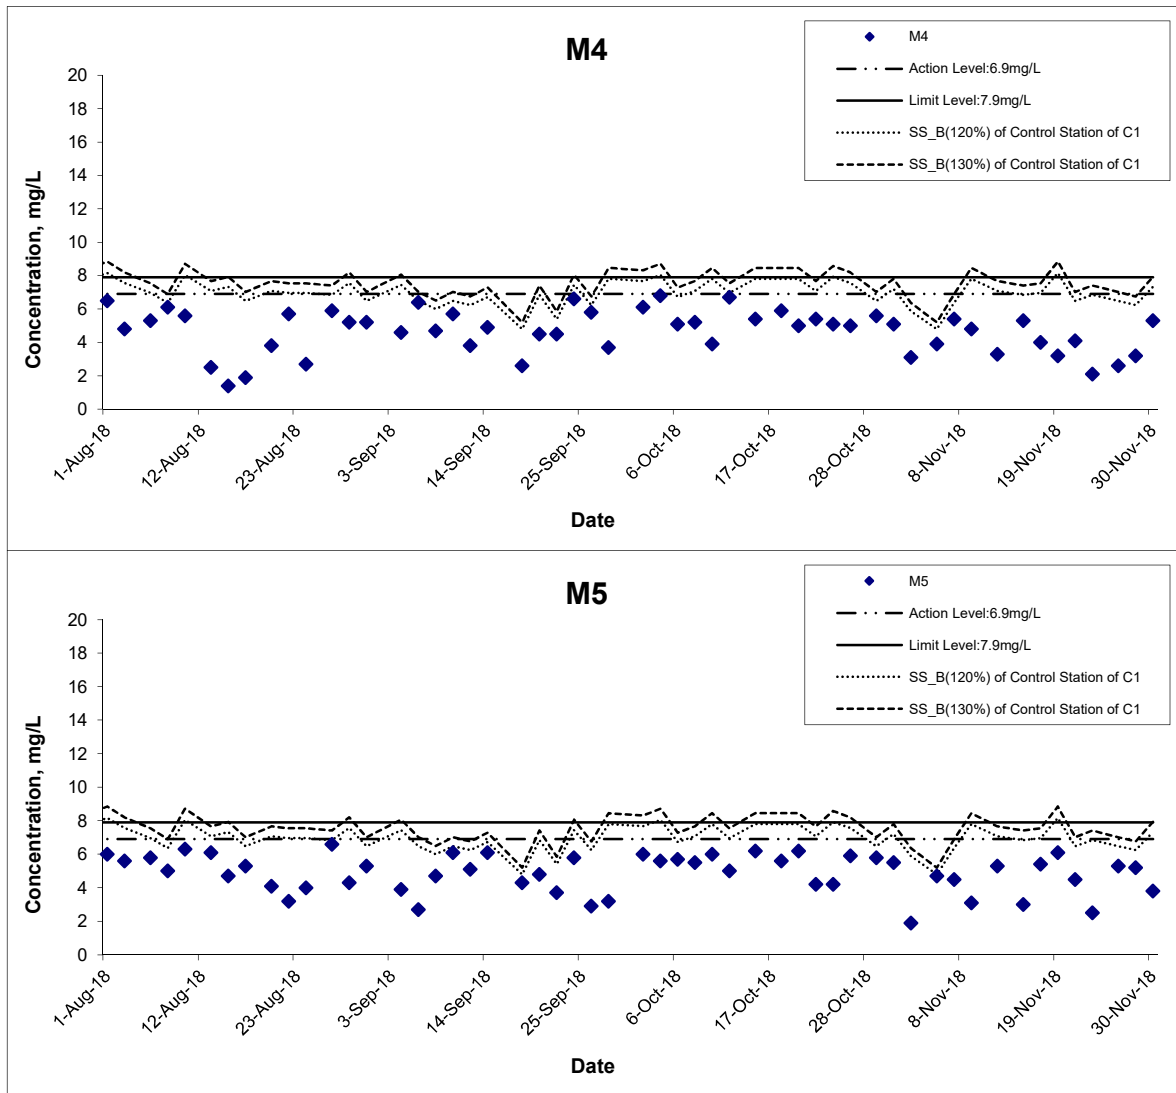 M4
M4
Action Level:6.9mg/L
Limit Level:7.9mg/L
SS_B(120%) of Control Station of C1
SS_B(130%) of Control Station of C1
Concentration, mg/L
20
18
16
14
12
10
8
6
4
2
0
1-Aug-18
12-Aug-18
23-Aug-18
3-Sep-18
14-Sep-18
25-Sep-18
6-Oct-18
17-Oct-18
28-Oct-18
8-Nov-18
19-Nov-18
30-Nov-18
Date
M5
M5
Action Level:6.9mg/L
Limit Level:7.9mg/L
SS_B(120%) of Control Station of C1
SS_B(130%) of Control Station of C1
Concentration, mg/L
20
18
16
14
12
10
8
6
4
2
0
1-Aug-18
12-Aug-18
23-Aug-18
3-Sep-18
14-Sep-18
25-Sep-18
6-Oct-18
17-Oct-18
28-Oct-18
8-Nov-18
19-Nov-18
30-Nov-18
Date